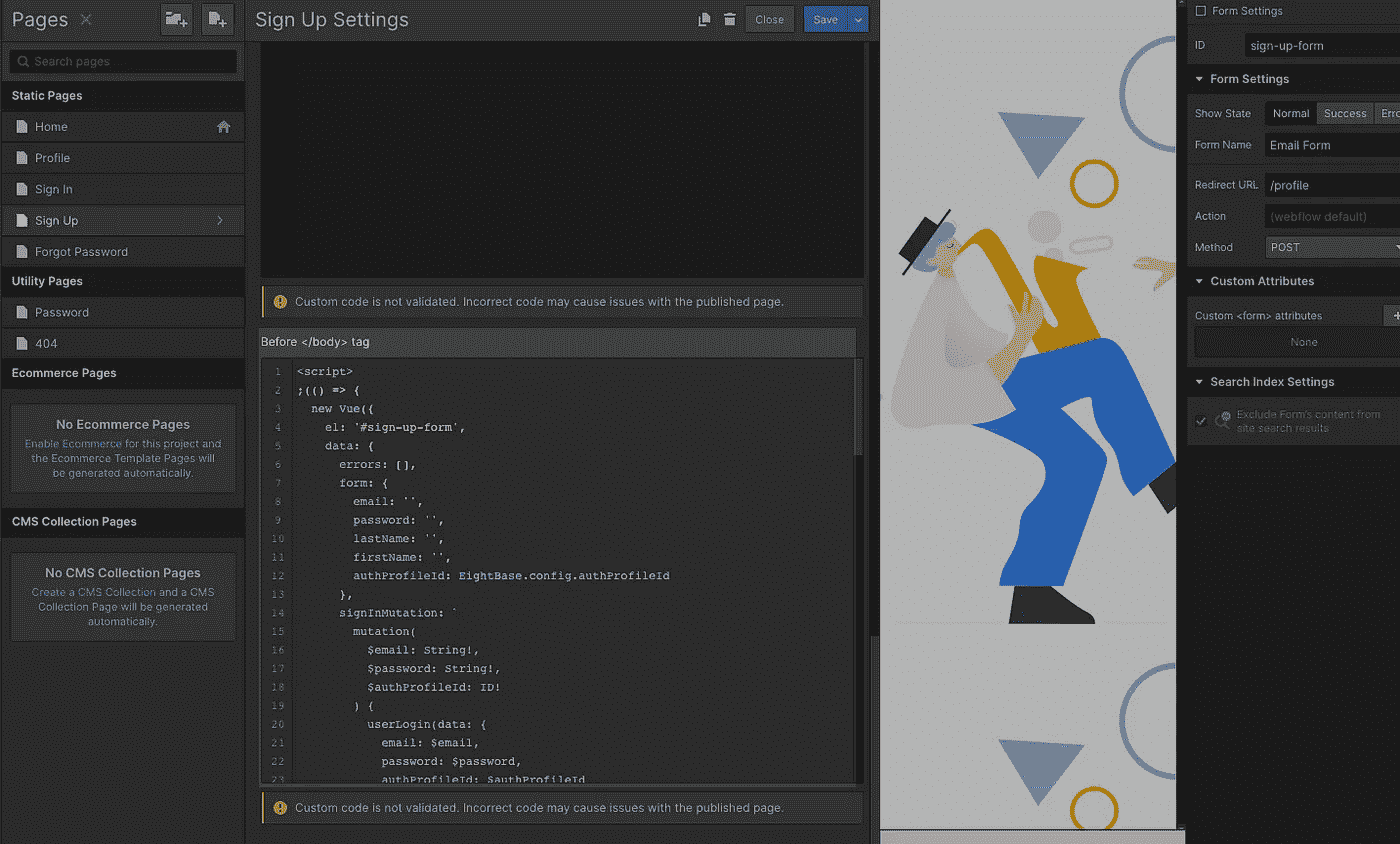 Pages
Search pages
Static Pages
Home
Profile
Sign In
Sign Up
Forgot Password
Utility Pages
Password
404
Ecommerce Pages
No Ecommerce Pages
Enable Ecommerce for this project and
the Ecommerce Template Pages will
be generated automatically.
CMS Collection Pages
No CMS Collection Pages
Create a CMS Collection and a CMS
Collection Page will be generated
automatically.
Sign Up Settings
Close
Save
Custom code is not validated. Incorrect code may cause issues with the published page.
Before </body> tag
1 <script>
2 ;(() => {
3 new Vue({
4 el: '#sign-up-form',
5 data: {
6 errors: [],
7 form: {
8 email: '',
9 password: '',
10 lastName: '',
11 firstName: '',
12 authProfileId: EightBase.config.authProfileId
13 },
14 signInMutation: `
15 mutation(
16 $email: String!,
17 $password: String!,
18 $authProfileId: ID!
19 ) {
20 userLogin(data: {
21 email: $email,
22 password: $password,
23 authProfileId: $authProfileId
Custom code is not validated. Incorrect code may cause issues with the published page.
Form Settings
ID sign-up-form
Form Settings
Show State Normal Success Erro
Form Name Email Form
Redirect URL /profile
Action (webflow default)
Method POST
Custom Attributes
Custom <form> attributes
None
Search Index Settings
Exclude Form's content from
site search results